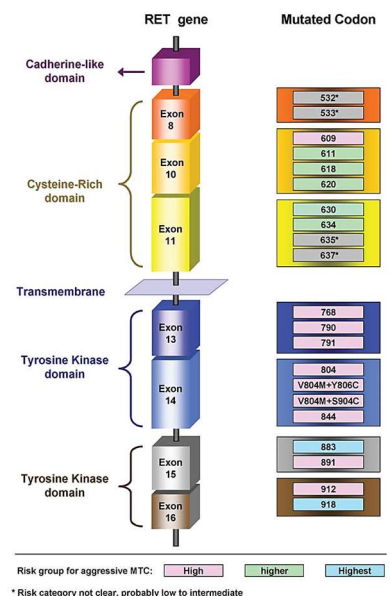 RET gene
Mutated Codon
Cadherine-like
domain
Exon
8
532*
533*
Cysteine-Rich
domain
Exon
10
609
611
618
620
Exon
11
630
634
635*
637*
Transmembrane
Tyrosine Kinase
domain
Exon
13
768
790
791
Exon
14
804
V804M+Y806C
V804M+S904C
844
Tyrosine Kinase
domain
Exon
15
883
891
Exon
16
912
918
Risk group for aggressive MTC: High higher Highest
* Risk category not clear, probably low to intermediate